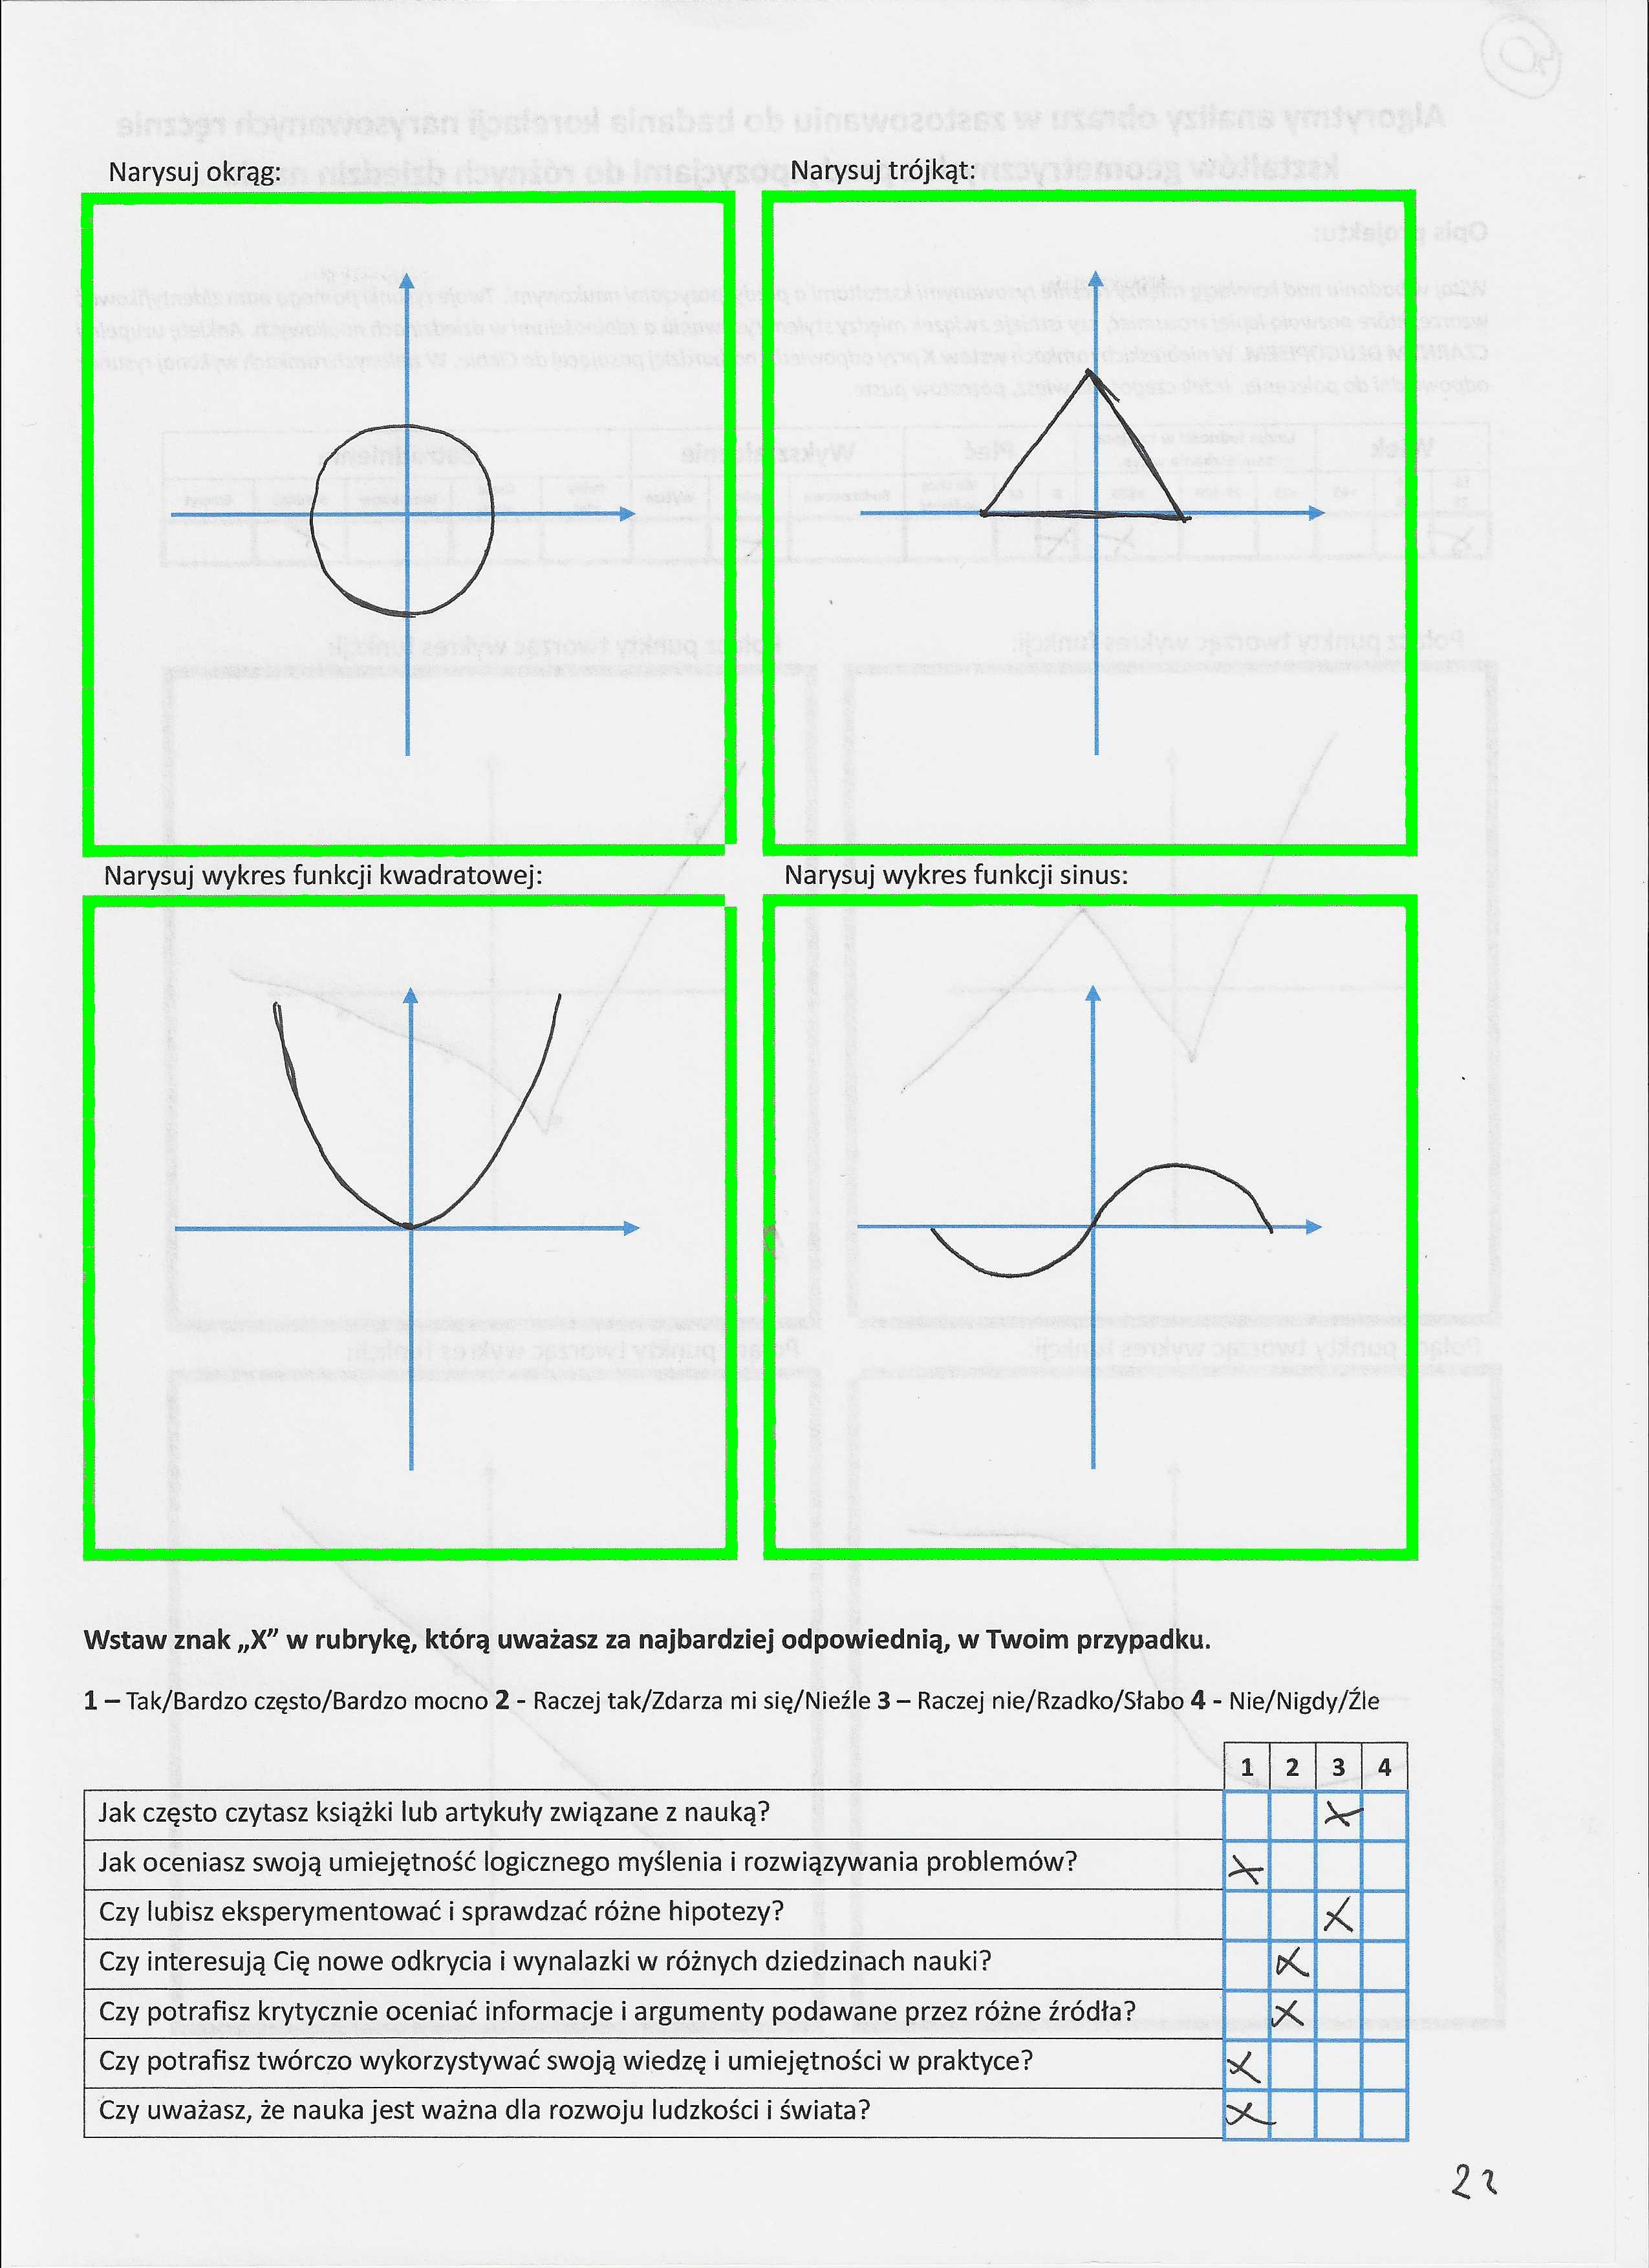 Narysuj okrąg:
Narysuj trójkąt:
Narysuj wykres funkcji kwadratowej:
Narysuj wykres funkcji sinus:
Wstaw znak „X” w rubrykę, którą uważasz za najbardziej odpowiednią, w Twoim przypadku.
1 – Tak/Bardzo często/Bardzo mocno 2 - Raczej tak/Zdarza mi się/Nieźle 3 – Raczej nie/Rzadko/Słabo 4 - Nie/Nigdy/Źle
1 2 3 4
Jak często czytasz książki lub artykuły związane z nauką? X
Jak oceniasz swoją umiejętność logicznego myślenia i rozwiązywania problemów? X
Czy lubisz eksperymentować i sprawdzać różne hipotezy? X
Czy interesują Cię nowe odkrycia i wynalazki w różnych dziedzinach nauki? X
Czy potrafisz krytycznie oceniać informacje i argumenty podawane przez różne źródła? X
Czy potrafisz twórczo wykorzystywać swoją wiedzę i umiejętności w praktyce? X
Czy uważasz, że nauka jest ważna dla rozwoju ludzkości i świata? X